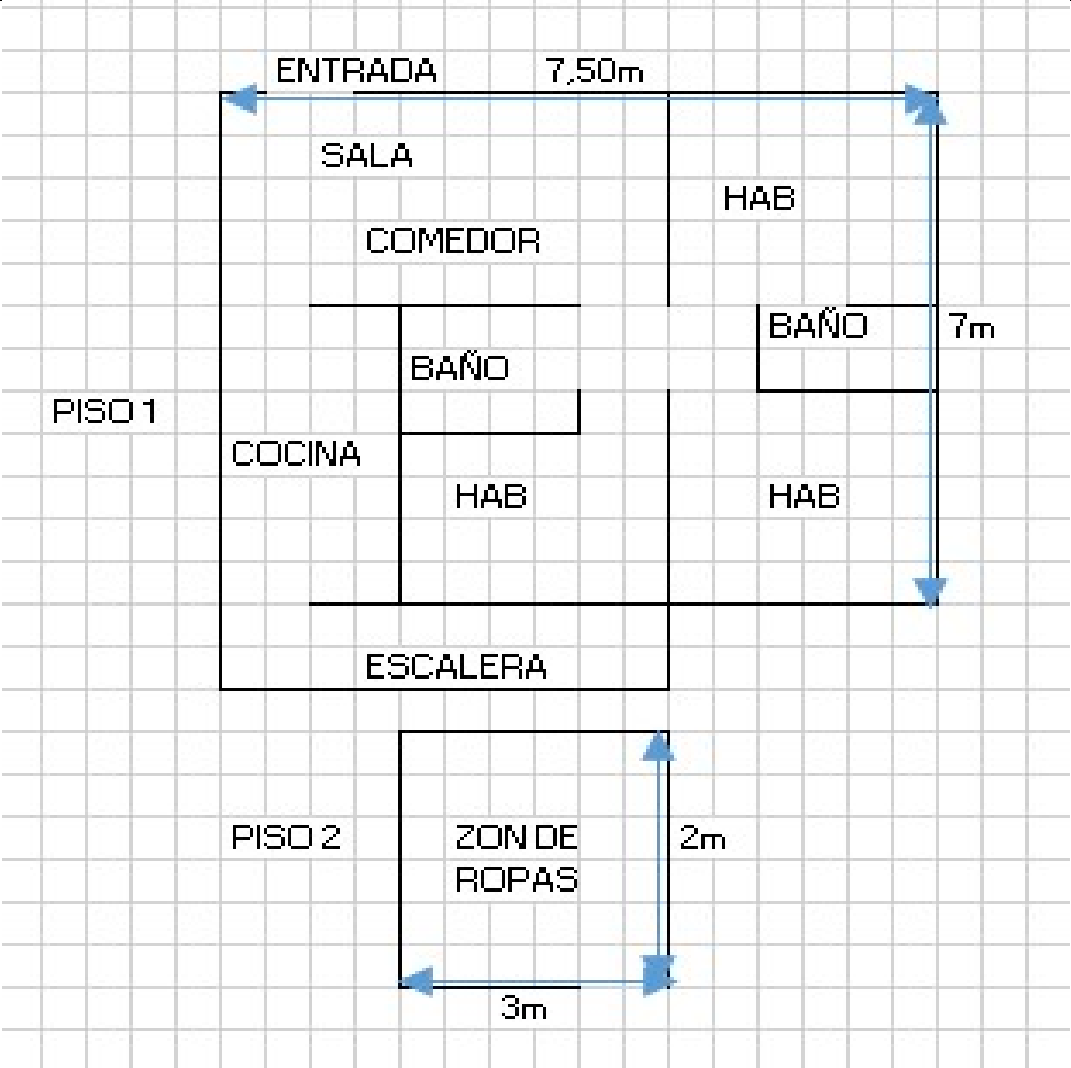 ENTRADA 7,50m
SALA
HAB
COMEDOR
BAÑO 7m
BAÑO
PISO 1
COCINA
HAB HAB
ESCALERA
PISO 2 ZON DE 2m
ROPAS
3m